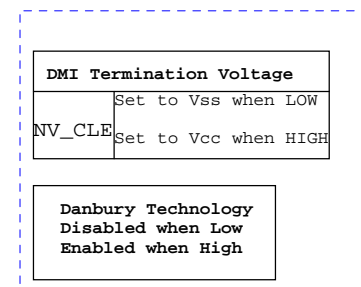 DMI Termination Voltage
Set to Vss when LOW
NV_CLE
Set to Vcc when HIGH
Danbury Technology
Disabled when Low
Enabled when High